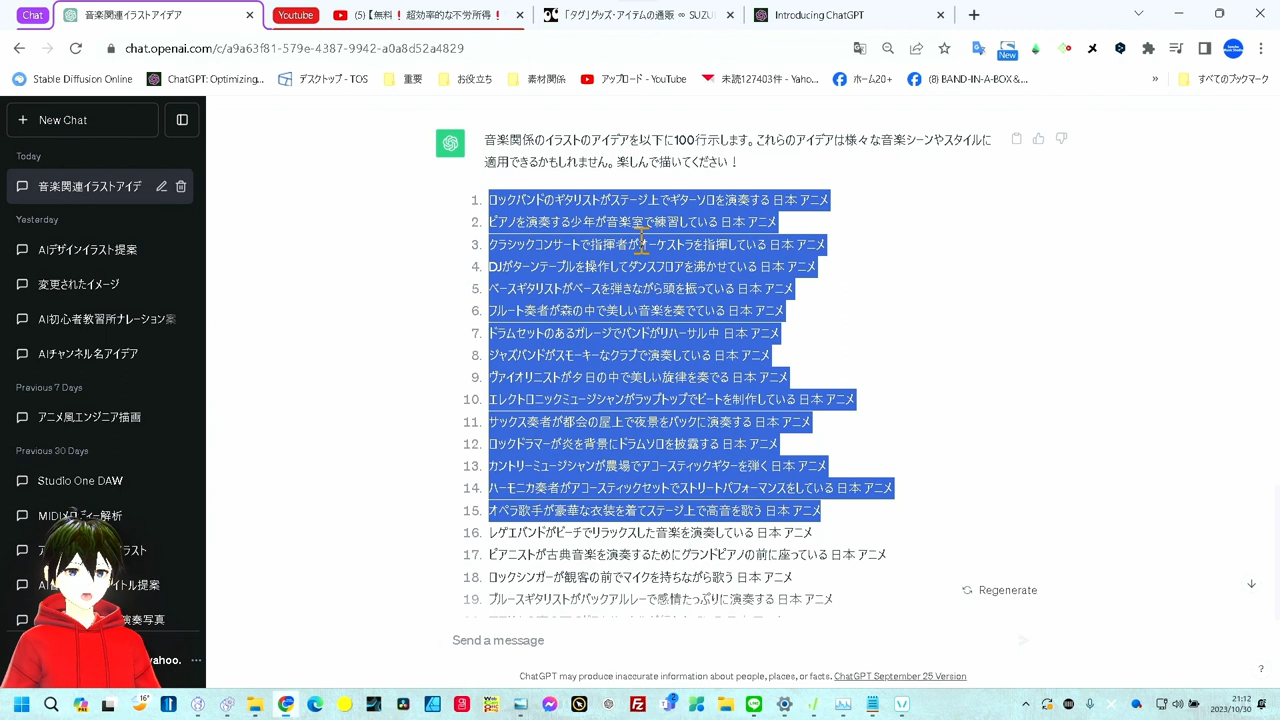 Chat
音楽関連イラストアイデア
Youtube
(5)【無料❗超効率的な不労所得❗
「タグ」グッズ・アイテムの通販 ∞ SUZU
Introducing ChatGPT
chat.openai.com/c/a9a63f81-579e-4387-9942-a0a8d52a4829
New
Stable Diffusion Online
ChatGPT: Optimizing...
デスクトップ - TOS
重要
お役立ち
素材関係
アップロード - YouTube
未読127403件 - Yaho...
ホーム20+
(8) BAND-IN-A-BOX&...
すべてのブックマーク
New Chat
Today
音楽関連イラストアイデ
Yesterday
AIデザインイラスト提案
変更されたイメージ
AI初心者教習所ナレーション案
AIチャンネル名アイデア
Previous 7 Days
アニメ風エンジニア描画
Previous 30 Days
Studio One DAW
イラスト
イトル提案
演奏写真
yahoo.
音楽関係のイラストのアイデアを以下に100行示します。これらのアイデアは様々な音楽シーンやスタイルに
適用できるかもしれません。楽しんで描いてください！
1. ロックバンドのギタリストがステージ上でギターソロを演奏する 日本 アニメ
2. ピアノを演奏する少年が音楽室で練習している 日本 アニメ
3. クラシックコンサートで指揮者がオーケストラを指揮している 日本 アニメ
4. DJがターンテーブルを操作してダンスフロアを沸かせている 日本 アニメ
5. ベースギタリストがベースを弾きながら頭を振っている 日本 アニメ
6. フルート奏者が森の中で美しい音楽を奏でている 日本 アニメ
7. ドラムセットのあるガレージでバンドがリハーサル中 日本 アニメ
8. ジャズバンドがスモーキーなクラブで演奏している 日本 アニメ
9. ヴァイオリニストが夕日の中で美しい旋律を奏でる 日本 アニメ
10. エレクトロニックミュージシャンがラップトップでビートを制作している 日本 アニメ
11. サックス奏者が都会の屋上で夜景をバックに演奏する 日本 アニメ
12. ロックドラマーが炎を背景にドラムソロを披露する 日本 アニメ
13. カントリーミュージシャンが農場でアコースティックギターを弾く 日本 アニメ
14. ハーモニカ奏者がアコースティックセットでストリートパフォーマンスをしている 日本 アニメ
15. オペラ歌手が豪華な衣装を着てステージ上で高音を歌う 日本 アニメ
16. レゲエバンドがビーチでリラックスした音楽を演奏している 日本 アニメ
17. ピアニストが古典音楽を演奏するためにグランドピアノの前に座っている 日本 アニメ
18. ロックシンガーが観客の前でマイクを持ちながら歌う 日本 アニメ
19. ブルースギタリストがバックアルレーで感情たっぷりに演奏する 日本 アニメ
Regenerate
Send a message
ChatGPT may produce inaccurate information about people, places, or facts. ChatGPT September 25 Version
?
16°
21:12
2023/10/30